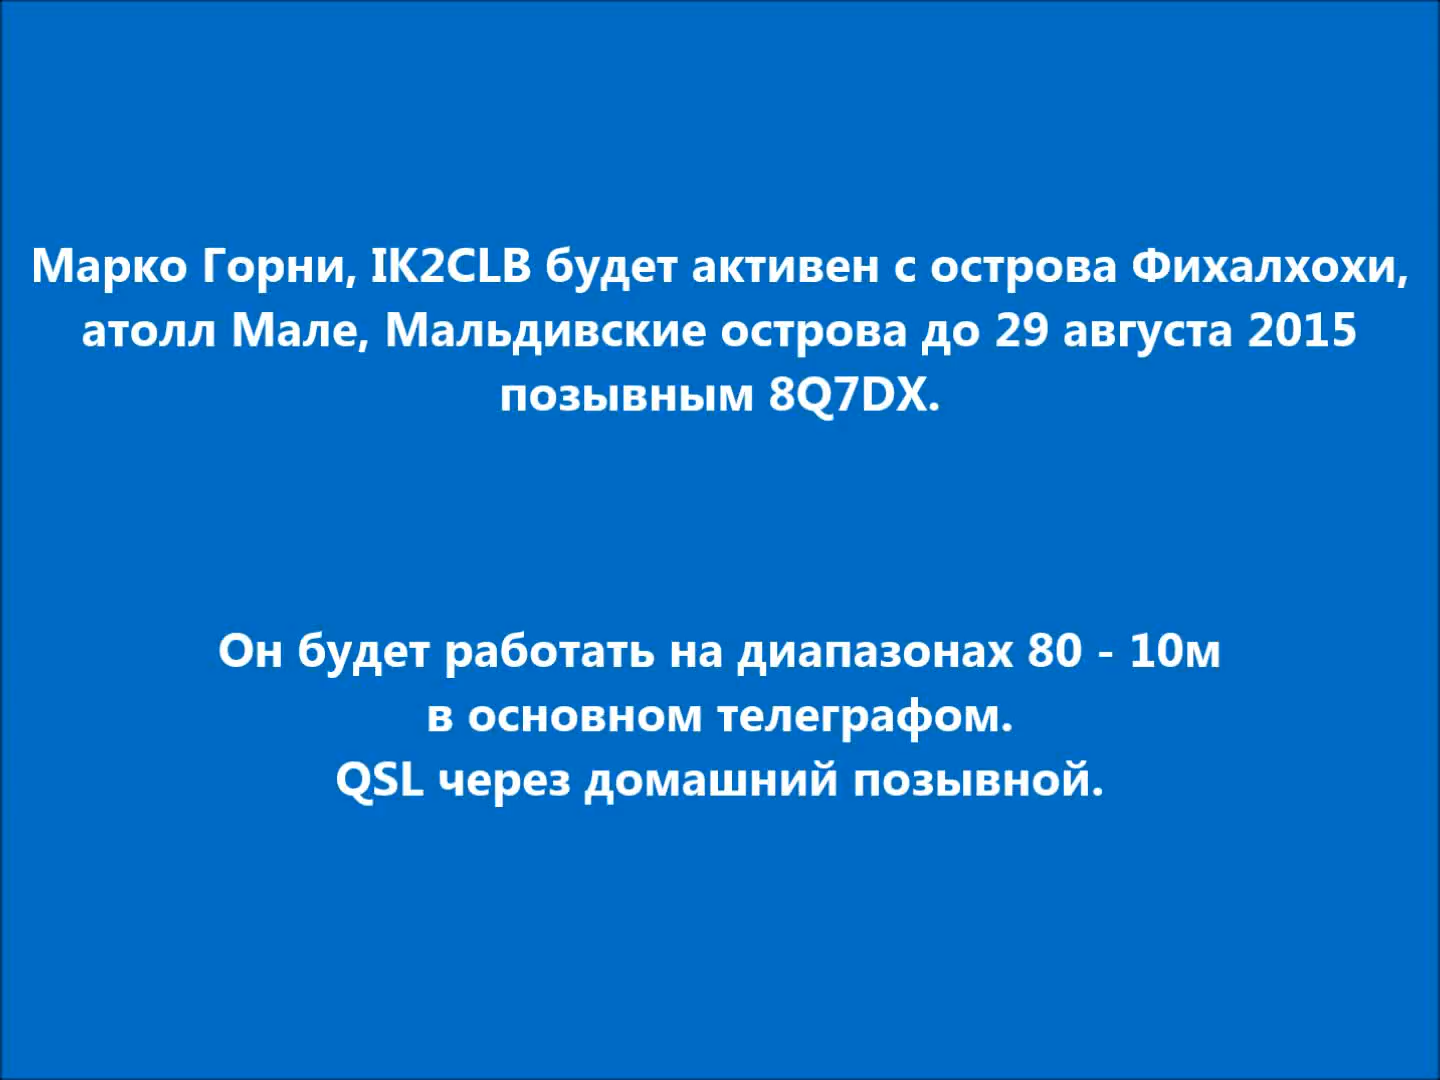 Марко Горни, IK2CLB будет активен с острова Фихалхохи,
атолл Мале, Мальдивские острова до 29 августа 2015
позывным 8Q7DX.
Он будет работать на диапазонах 80 - 10м
в основном телеграфом.
QSL через домашний позывной.